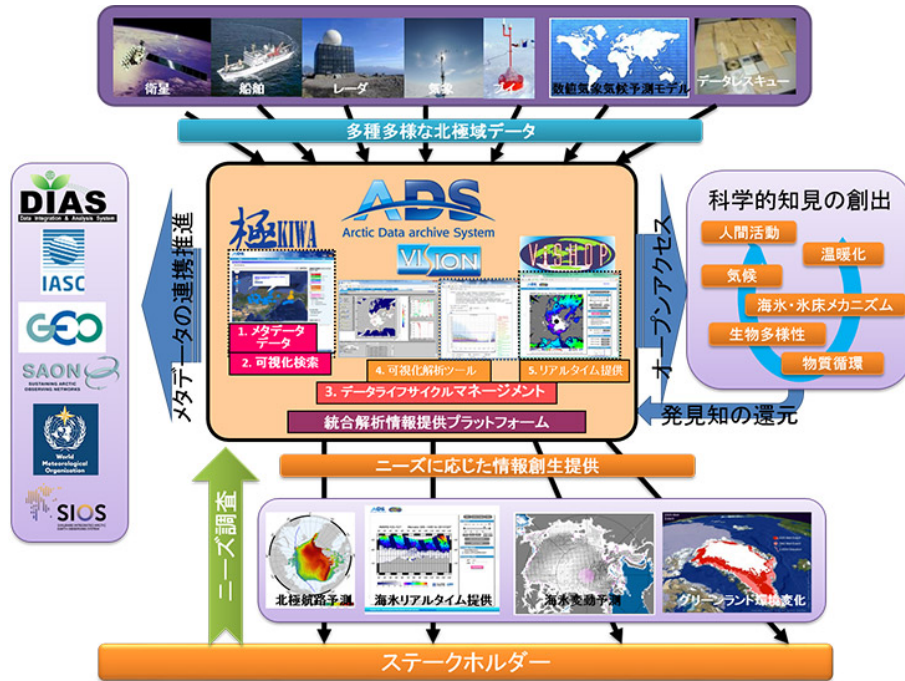 衛星
船舶
レーダ
気象
ブイ
数値気象気候予測モデル
データレスキュー
多種多様な北極域データ
DIAS
Data Integration & Analysis System
IASC
GEO
SAON
SUSTAINING ARCTIC
OBSERVING NETWORKS
World
Meteorological
Organization
SIOS
メタデータの連携推進
ADS
Arctic Data archive System
極KIWA
VISION
VISHOP
1. メタデータ
データ
2. 可視化検索
4. 可視化解析ツール
5. リアルタイム提供
3. データライフサイクルマネージメント
統合解析情報提供プラットフォーム
オープンアクセス
科学的知見の創出
人間活動
温暖化
気候
海氷・氷床メカニズム
生物多様性
物質循環
発見知の還元
ニーズに応じた情報創生提供
ニーズ調査
北極航路予測
海氷リアルタイム提供
海氷変動予測
グリーンランド環境変化
ステークホルダー